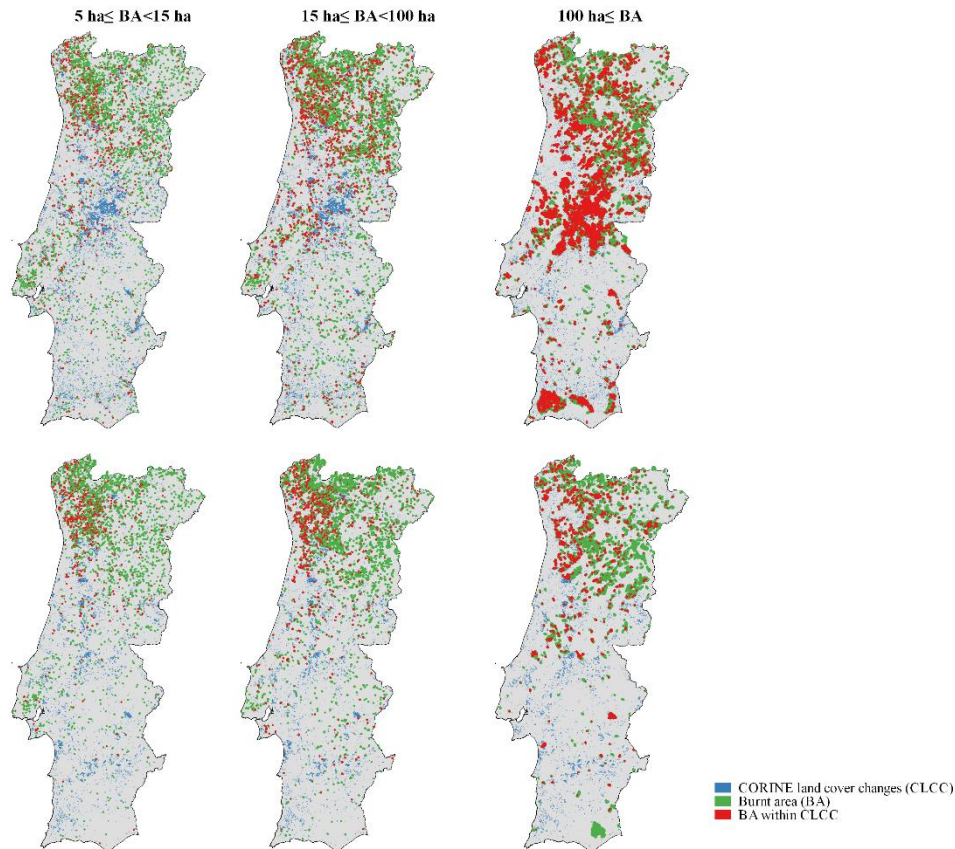 5 ha≤ BA<15 ha
15 ha≤ BA<100 ha
100 ha≤ BA
CORINE land cover changes (CLCC)
Burnt area (BA)
BA within CLCC